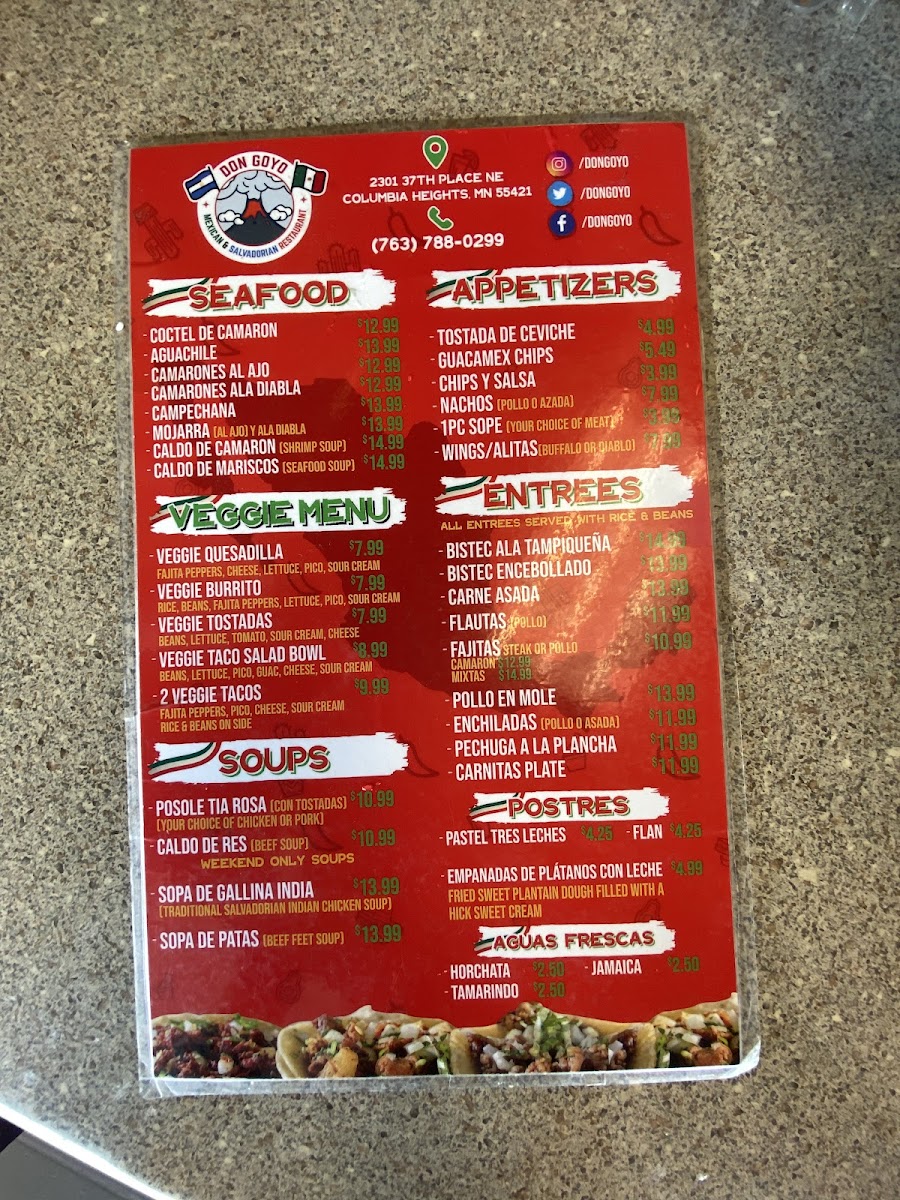 DON GOYO
MEXICAN & SALVADORIAN RESTAURANT
2301 37TH PLACE NE
COLUMBIA HEIGHTS, MN 55421
(763) 788-0299
/DONGOYO
/DONGOYO
/DONGOYO
SEAFOOD
- COCTEL DE CAMARON $12.99
- AGUACHILE $13.99
- CAMARONES AL AJO $12.99
- CAMARONES ALA DIABLA $12.99
- CAMPECHANA $13.99
- MOJARRA (AL AJO) Y ALA DIABLA $13.99
- CALDO DE CAMARON (SHRIMP SOUP) $14.99
- CALDO DE MARISCOS (SEAFOOD SOUP) $14.99
VEGGIE MENU
- VEGGIE QUESADILLA $7.99
FAJITA PEPPERS, CHEESE, LETTUCE, PICO, SOUR CREAM
- VEGGIE BURRITO $7.99
RICE, BEANS, FAJITA PEPPERS, LETTUCE, PICO, SOUR CREAM
- VEGGIE TOSTADAS $7.99
BEANS, LETTUCE, TOMATO, SOUR CREAM, CHEESE
- VEGGIE TACO SALAD BOWL $8.99
BEANS, LETTUCE, PICO, GUAC, CHEESE, SOUR CREAM
- 2 VEGGIE TACOS $9.99
FAJITA PEPPERS, PICO, CHEESE, SOUR CREAM
RICE & BEANS ON SIDE
SOUPS
- POSOLE TIA ROSA (CON TOSTADAS) $10.99
(YOUR CHOICE OF CHICKEN OR PORK)
- CALDO DE RES (BEEF SOUP) $10.99
WEEKEND ONLY SOUPS
- SOPA DE GALLINA INDIA $13.99
(TRADITIONAL SALVADORIAN INDIAN CHICKEN SOUP)
- SOPA DE PATAS (BEEF FEET SOUP) $13.99
APPETIZERS
- TOSTADA DE CEVICHE $4.99
- GUACAMEX CHIPS $5.49
- CHIPS Y SALSA $3.99
- NACHOS (POLLO O AZADA) $7.99
- 1PC SOPE (YOUR CHOICE OF MEAT)
- WINGS/ALITAS (BUFFALO OR DIABLO)
ENTREES
ALL ENTREES SERVED WITH RICE & BEANS
- BISTEC ALA TAMPIQUEÑA $14.99
- BISTEC ENCEBOLLADO $13.99
- CARNE ASADA $13.99
- FLAUTAS (POLLO) $11.99
- FAJITAS STEAK OR POLLO $10.99
CAMARON $12.99
MIXTAS $14.99
- POLLO EN MOLE $13.99
- ENCHILADAS (POLLO O ASADA) $11.99
- PECHUGA A LA PLANCHA $11.99
- CARNITAS PLATE $11.99
POSTRES
- PASTEL TRES LECHES $4.25 - FLAN $4.25
- EMPANADAS DE PLÁTANOS CON LECHE $4.99
FRIED SWEET PLANTAIN DOUGH FILLED WITH A
HICK SWEET CREAM
AGUAS FRESCAS
- HORCHATA $2.50 - JAMAICA $2.50
- TAMARINDO $2.50